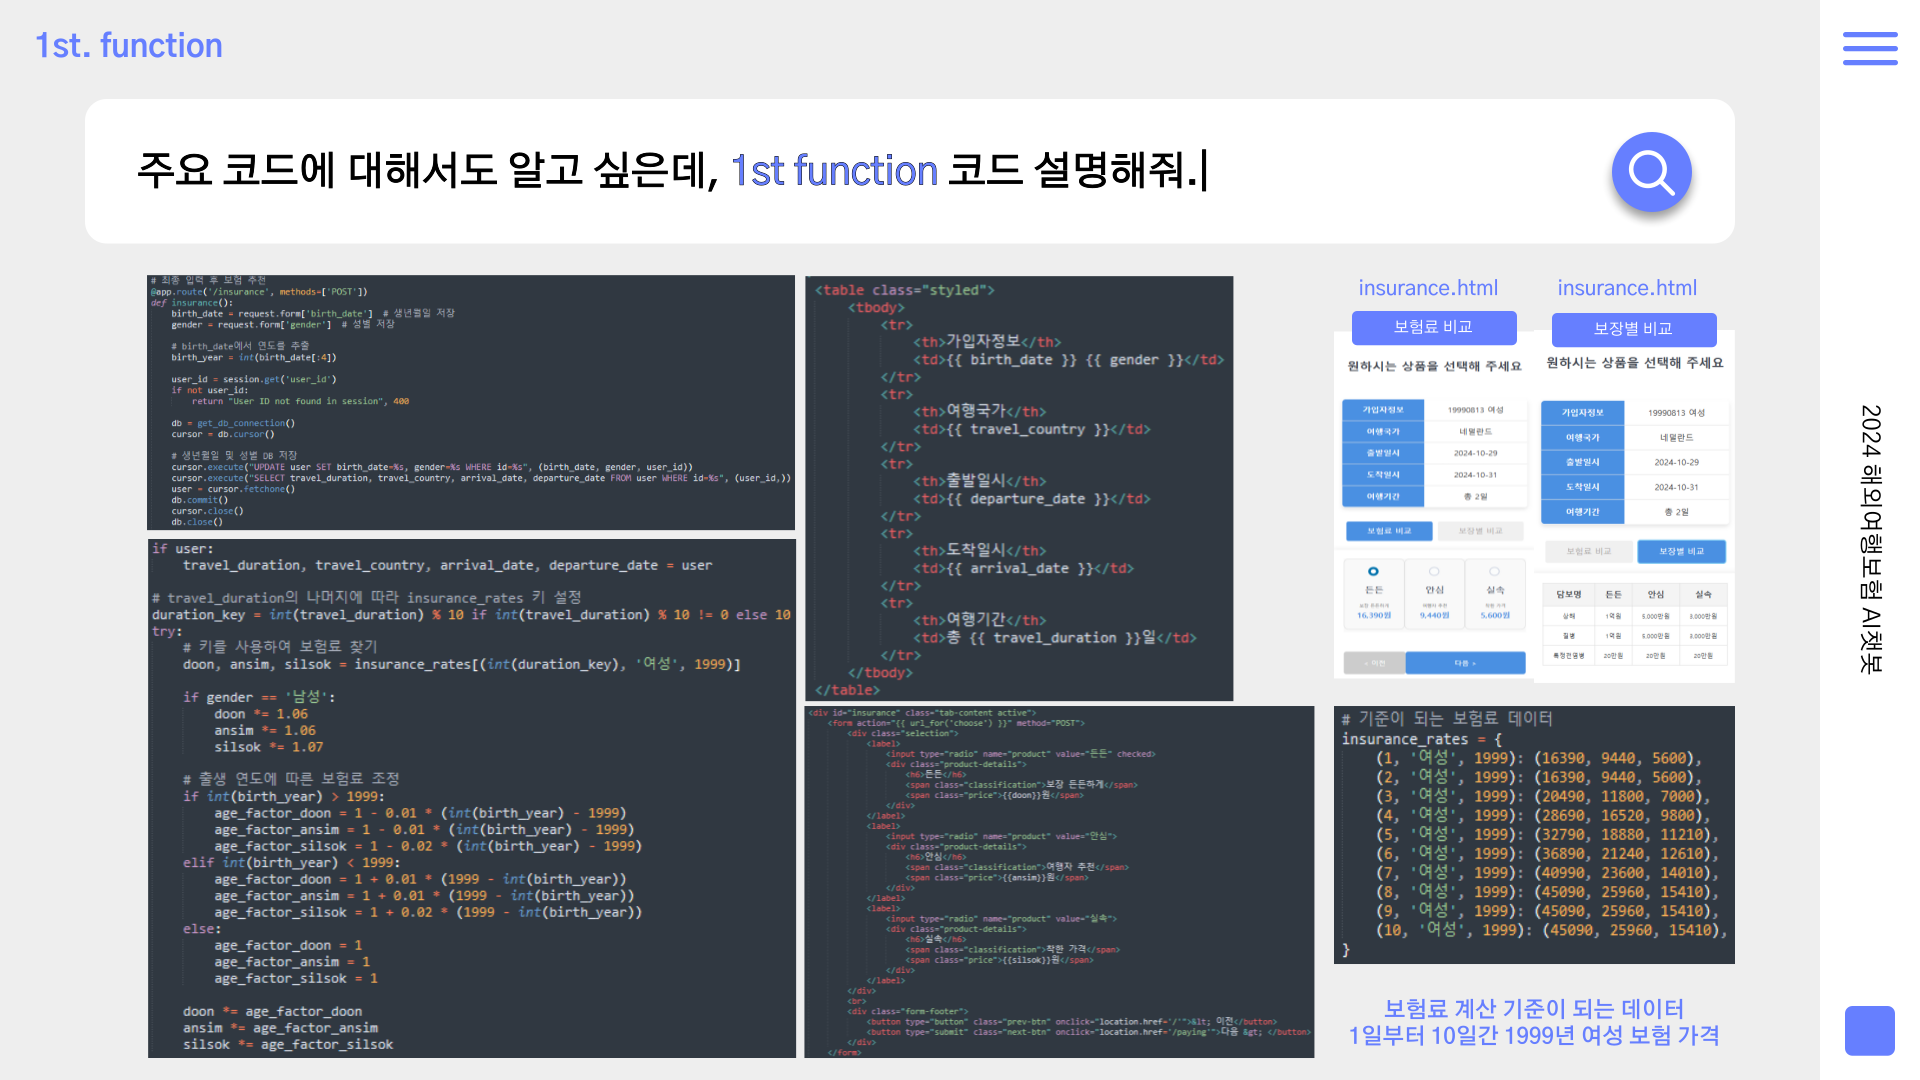 1st. function
주요 코드에 대해서도 알고 싶은데, 1st function 코드 설명해줘.
# 최종 입력 후 보험 추천
@app.route('/insurance', methods=['POST'])
def insurance():
birth_date = request.form['birth_date']  # 생년월일 저장
gender = request.form['gender']  # 성별 저장
# birth_date에서 연도를 추출
birth_year = int(birth_date[:4])
user_id = session.get('user_id')
if not user_id:
return "User ID not found in session", 400
db = get_db_connection()
cursor = db.cursor()
# 생년월일 및 성별 DB 저장
cursor.execute("UPDATE user SET birth_date=%s, gender=%s WHERE id=%s", (birth_date, gender, user_id))
cursor.execute("SELECT travel_duration, travel_country, arrival_date, departure_date FROM user WHERE id=%s", (user_id,))
user = cursor.fetchone()
db.commit()
cursor.close()
db.close()
if user:
travel_duration, travel_country, arrival_date, departure_date = user
# travel_duration의 나머지에 따라 insurance_rates 키 설정
duration_key = int(travel_duration) % 10 if int(travel_duration) % 10 != 0 else 10
try:
# 키를 사용하여 보험료 찾기
doon, ansim, silsok = insurance_rates[(int(duration_key), '여성', 1999)]
if gender == '남성':
doon *= 1.06
ansim *= 1.06
silsok *= 1.07
# 출생 연도에 따른 보험료 조정
if int(birth_year) > 1999:
age_factor_doon = 1 - 0.01 * (int(birth_year) - 1999)
age_factor_ansim = 1 - 0.01 * (int(birth_year) - 1999)
age_factor_silsok = 1 - 0.02 * (int(birth_year) - 1999)
elif int(birth_year) < 1999:
age_factor_doon = 1 + 0.01 * (1999 - int(birth_year))
age_factor_ansim = 1 + 0.01 * (1999 - int(birth_year))
age_factor_silsok = 1 + 0.02 * (1999 - int(birth_year))
else:
age_factor_doon = 1
age_factor_ansim = 1
age_factor_silsok = 1
doon *= age_factor_doon
ansim *= age_factor_ansim
silsok *= age_factor_silsok
<table class="styled">
<tbody>
<tr>
<th>가입자정보</th>
<td>{{ birth_date }} {{ gender }}</td>
</tr>
<tr>
<th>여행국가</th>
<td>{{ travel_country }}</td>
</tr>
<tr>
<th>출발일시</th>
<td>{{ departure_date }}</td>
</tr>
<tr>
<th>도착일시</th>
<td>{{ arrival_date }}</td>
</tr>
<tr>
<th>여행기간</th>
<td>총 {{ travel_duration }}일</td>
</tr>
</tbody>
</table>
<div id="insurance" class="tab-content active">
<form action="{{ url_for('choose') }}" method="POST">
<div class="selection">
<label>
<input type="radio" name="product" value="든든" checked>
<div class="product-details">
<h6>든든</h6>
<span class="classification">보장 든든하게</span>
<span class="price">{{doon}}원</span>
</div>
</label>
<label>
<input type="radio" name="product" value="안심">
<div class="product-details">
<h6>안심</h6>
<span class="classification">여행자 추천</span>
<span class="price">{{ansim}}원</span>
</div>
</label>
<label>
<input type="radio" name="product" value="실속">
<div class="product-details">
<h6>실속</h6>
<span class="classification">착한 가격</span>
<span class="price">{{silsok}}원</span>
</div>
</label>
</div>
<br>
<div class="form-footer">
<button type="button" class="prev-btn" onclick="location.href='/'">&lt; 이전</button>
<button type="submit" class="next-btn" onclick="location.href='/paying'">다음 &gt; </button>
</div>
</form>
insurance.html
보험료 비교
원하시는 상품을 선택해 주세요
가입자정보 19990813 여성
여행국가 네덜란드
출발일시 2024-10-29
도착일시 2024-10-31
여행기간 총 2일
보험료 비교 보장별 비교
든든 안심 실속
보장 든든하게 여행자 추천 착한 가격
16,390원 9,440원 5,600원
< 이전 다음 >
insurance.html
보장별 비교
원하시는 상품을 선택해 주세요
가입자정보 19990813 여성
여행국가 네덜란드
출발일시 2024-10-29
도착일시 2024-10-31
여행기간 총 2일
보험료 비교 보장별 비교
담보명 든든 안심 실속
상해 1억원 5,000만원 3,000만원
질병 1억원 5,000만원 3,000만원
특정전염병 20만원 20만원 20만원
# 기준이 되는 보험료 데이터
insurance_rates = {
(1, '여성', 1999): (16390, 9440, 5600),
(2, '여성', 1999): (16390, 9440, 5600),
(3, '여성', 1999): (20490, 11800, 7000),
(4, '여성', 1999): (28690, 16520, 9800),
(5, '여성', 1999): (32790, 18880, 11210),
(6, '여성', 1999): (36890, 21240, 12610),
(7, '여성', 1999): (40990, 23600, 14010),
(8, '여성', 1999): (45090, 25960, 15410),
(9, '여성', 1999): (45090, 25960, 15410),
(10, '여성', 1999): (45090, 25960, 15410),
}
보험료 계산 기준이 되는 데이터
1일부터 10일간 1999년 여성 보험 가격
2024 해외여행보험 AI챗봇